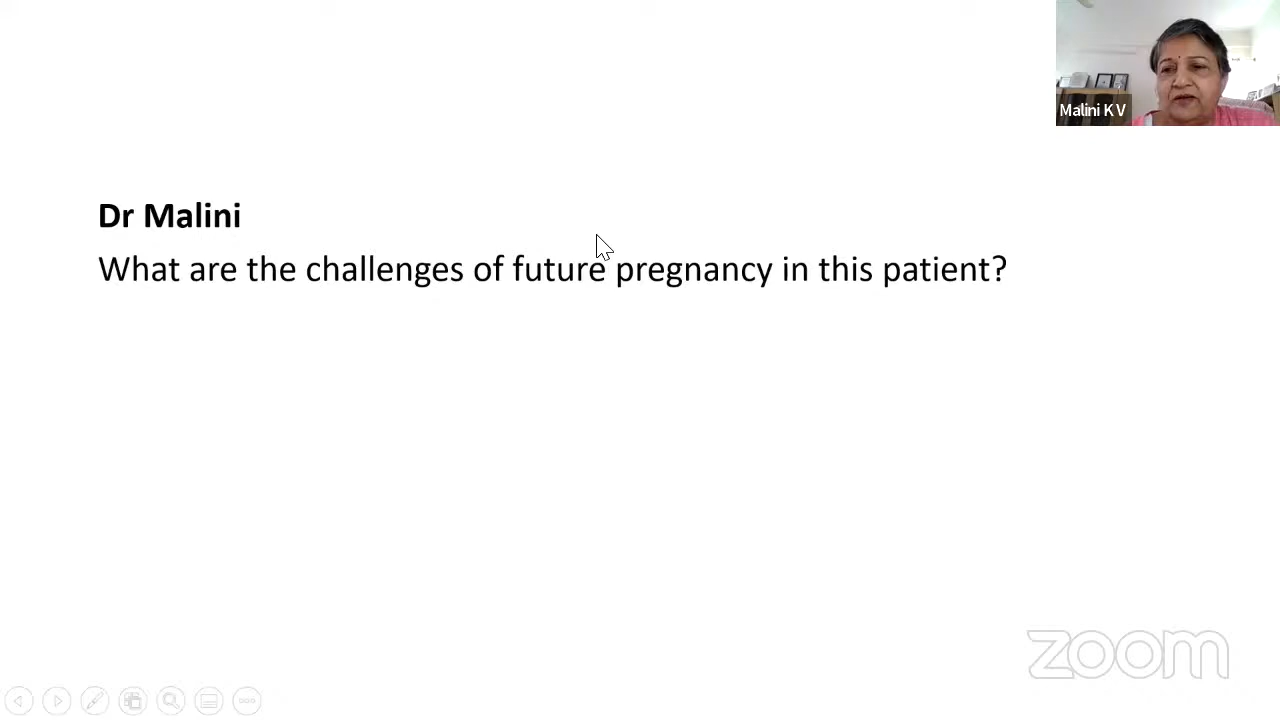 Malini K V
Dr Malini
What are the challenges of future pregnancy in this patient?
zoom